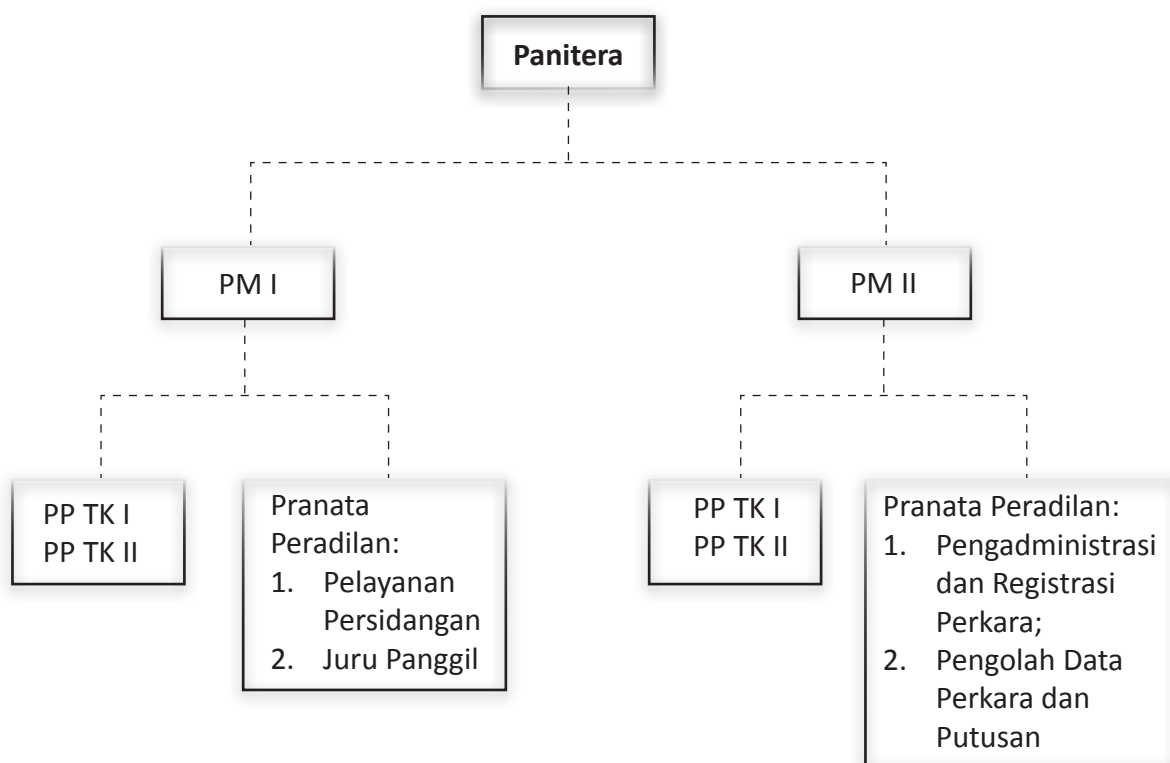 Panitera
PM I
PM II
PP TK I
PP TK II
Pranata
Peradilan:
1. Pelayanan
Persidangan
2. Juru Panggil
PP TK I
PP TK II
Pranata Peradilan:
1. Pengadministrasi
dan Registrasi
Perkara;
2. Pengolah Data
Perkara dan
Putusan